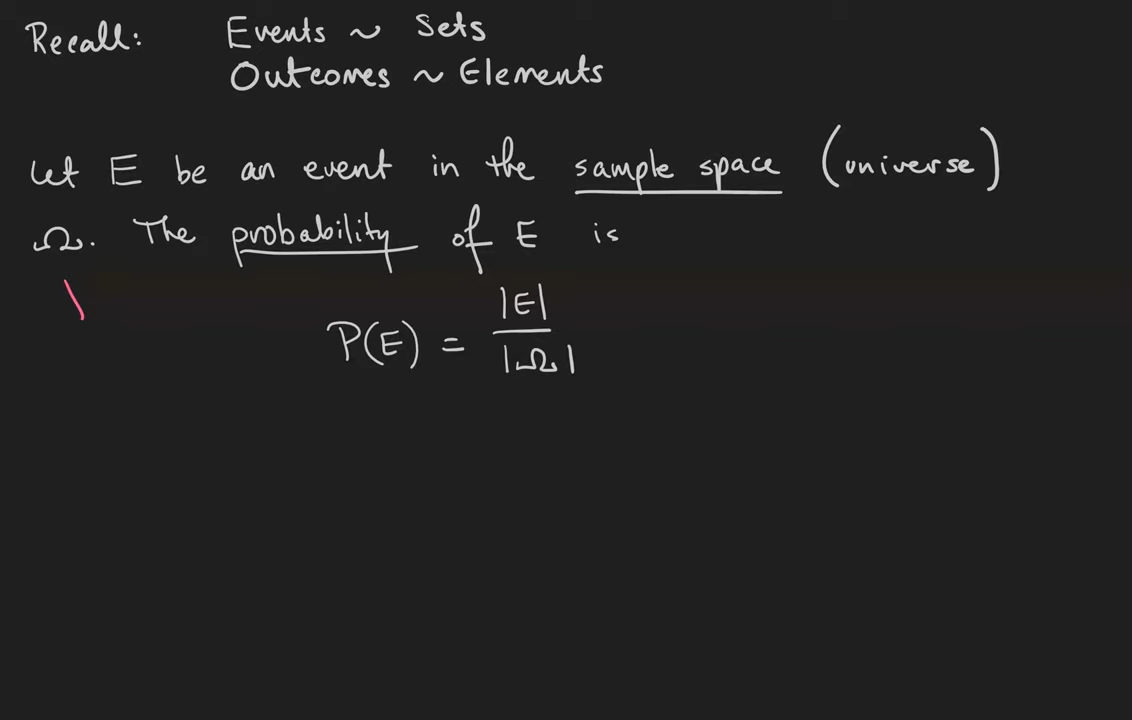 Recall: Events ~ Sets
Outcomes ~ Elements
Let E be an event in the sample space (universe)
Ω. The probability of E is
P(E) = |E| / |Ω|